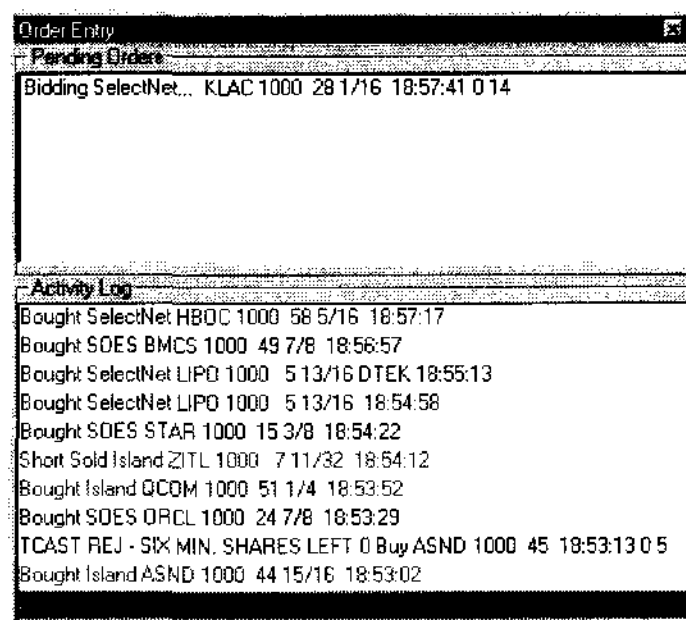 Order Entry
Pending Orders
Bidding SelectNet... KLAC 1000 28 1/16 18:57:41 0 14
Activity Log
Bought SelectNet HBOC 1000 58 5/16 18:57:17
Bought SOES BMCS 1000 49 7/8 18:56:57
Bought SelectNet LIPO 1000 5 13/16 DTEK 18:55:13
Bought SelectNet LIPO 1000 5 13/16 18:54:58
Bought SOES STAR 1000 15 3/8 18:54:22
Short Sold Island ZITL 1000 7 11/32 18:54:12
Bought Island QCOM 1000 51 1/4 18:53:52
Bought SOES ORCL 1000 24 7/8 18:53:29
TCAST REJ - SIX MIN. SHARES LEFT 0 Buy ASND 1000 45 18:53:13 0 5
Bought Island ASND 1000 44 15/16 18:53:02